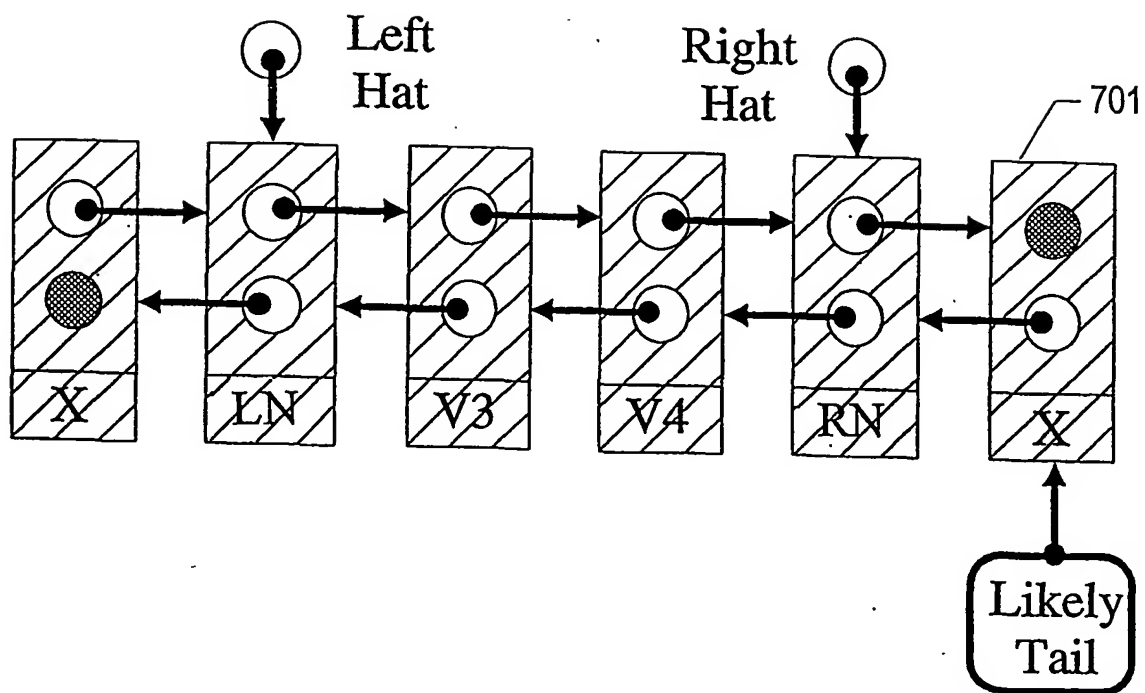 Left
Hat
Right
Hat
701
X
LN
V3
V4
RN
X
Likely
Tail